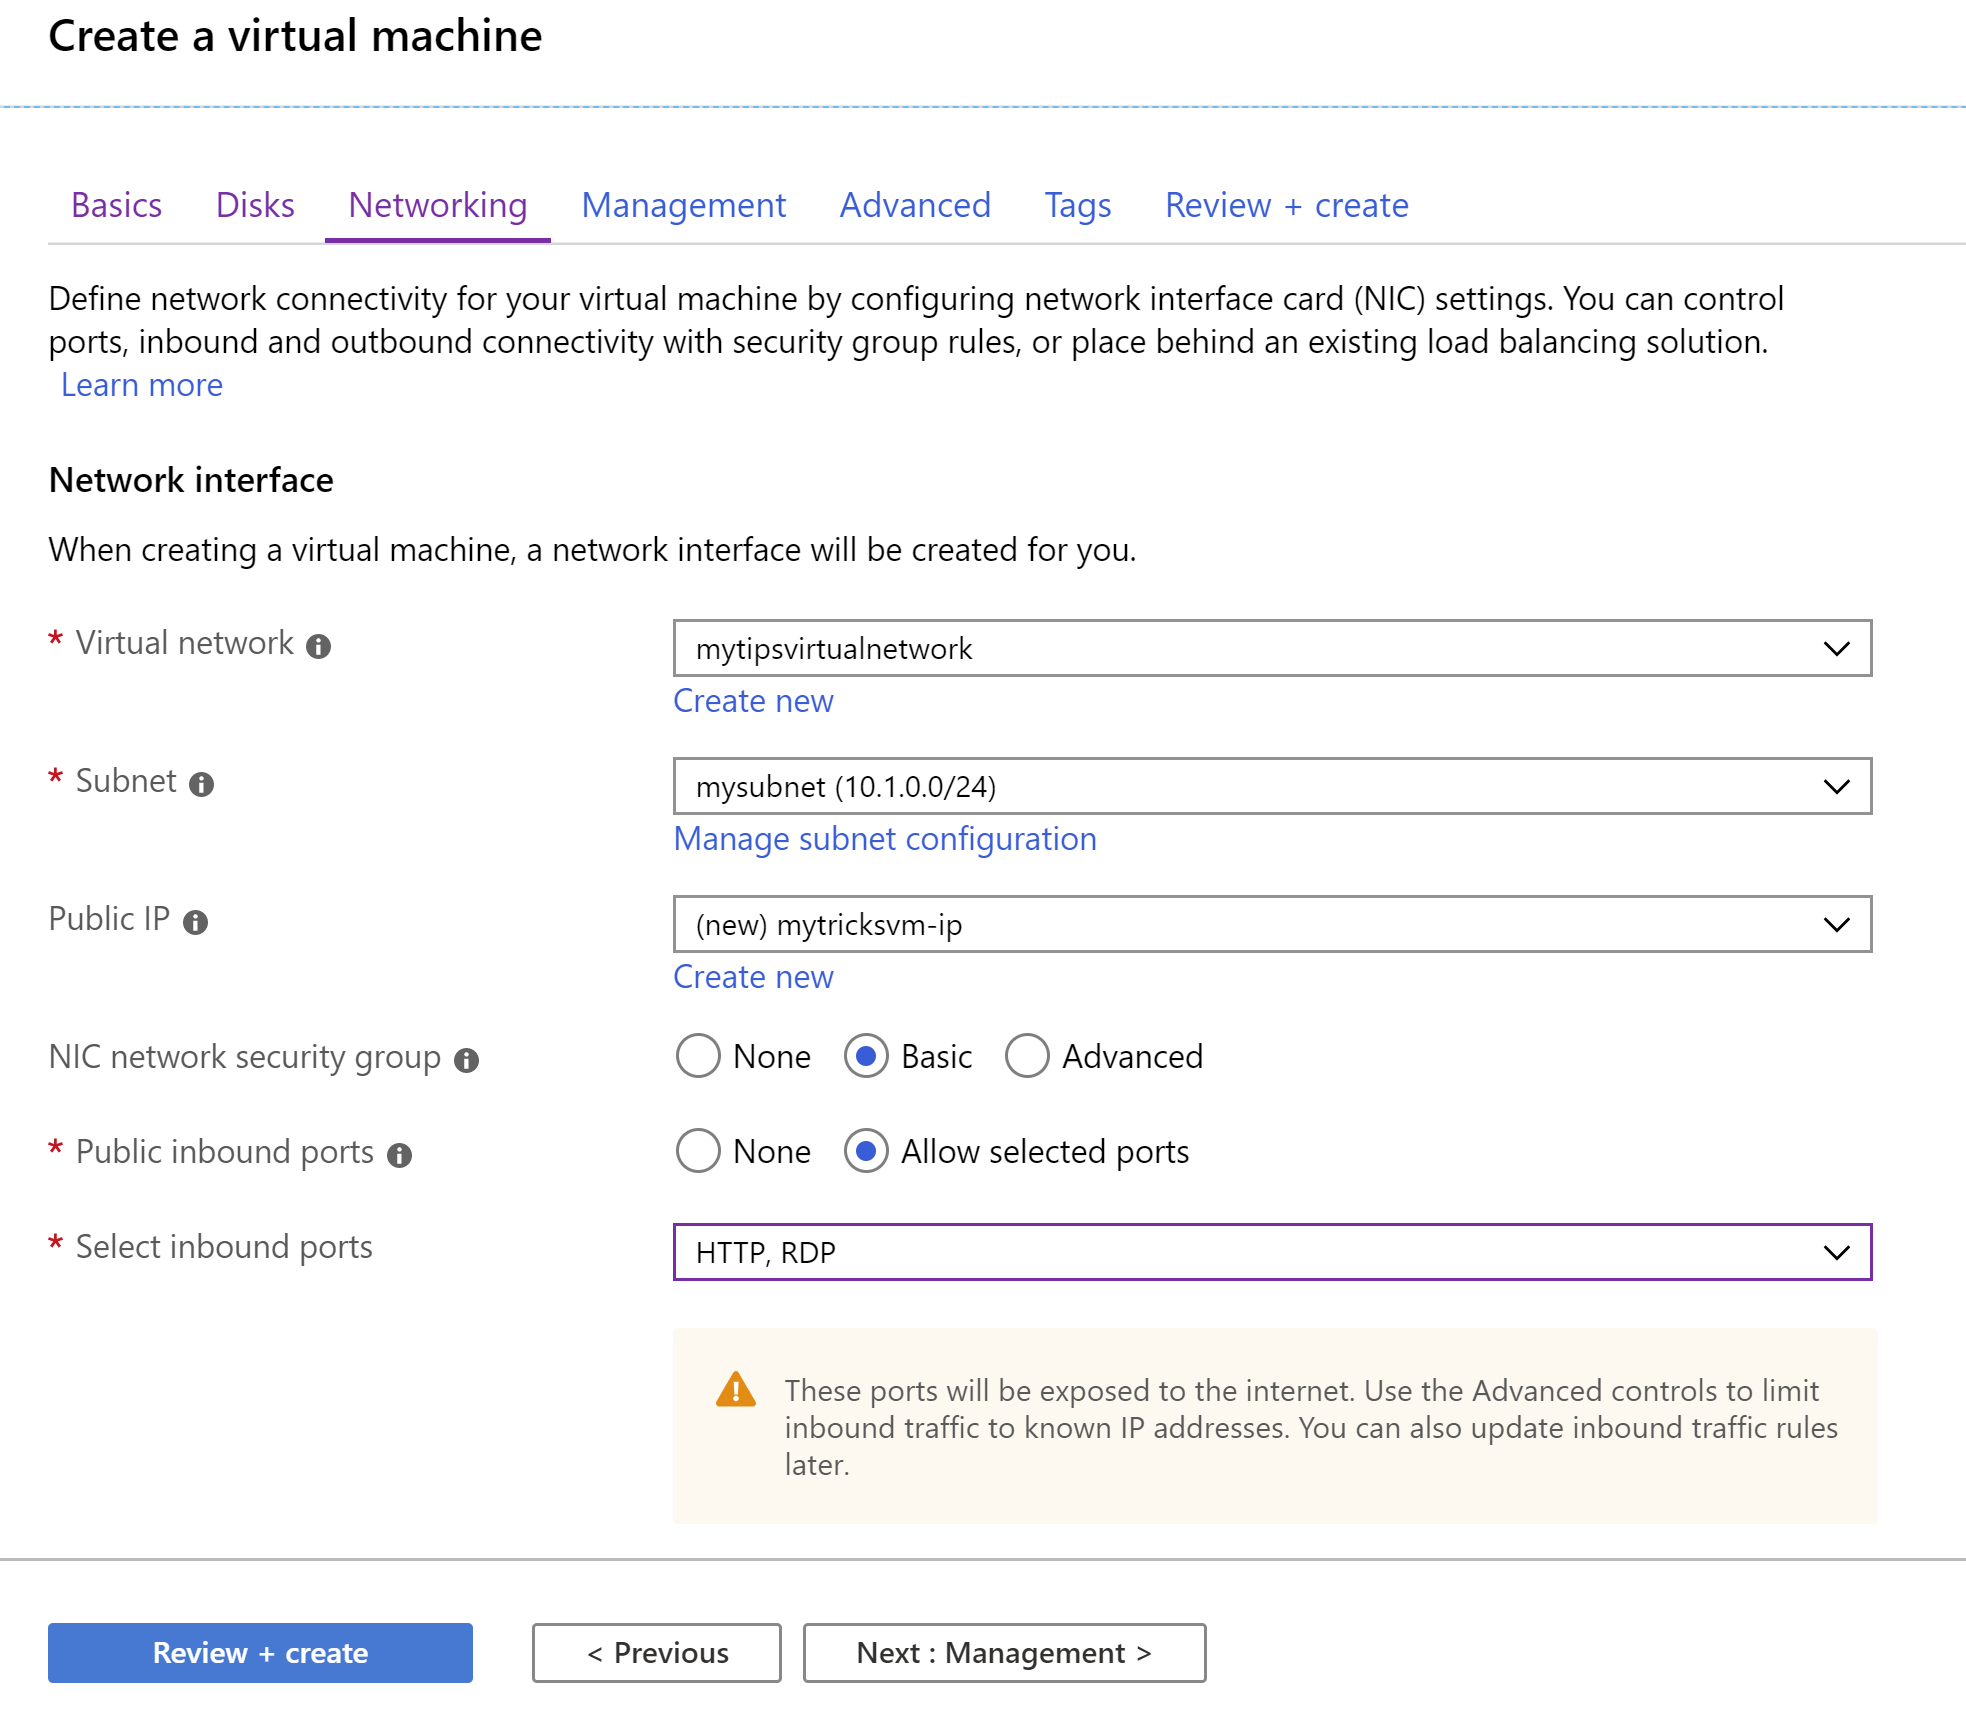 Create a virtual machine
Basics Disks Networking Management Advanced Tags Review + create
Define network connectivity for your virtual machine by configuring network interface card (NIC) settings. You can control
ports, inbound and outbound connectivity with security group rules, or place behind an existing load balancing solution.
Learn more
Network interface
When creating a virtual machine, a network interface will be created for you.
* Virtual network
mytipsvirtualnetwork
Create new
* Subnet
mysubnet (10.1.0.0/24)
Manage subnet configuration
Public IP
(new) mytricksvm-ip
Create new
NIC network security group
None Basic Advanced
* Public inbound ports
None Allow selected ports
* Select inbound ports
HTTP, RDP
These ports will be exposed to the internet. Use the Advanced controls to limit
inbound traffic to known IP addresses. You can also update inbound traffic rules
later.
Review + create < Previous Next : Management >